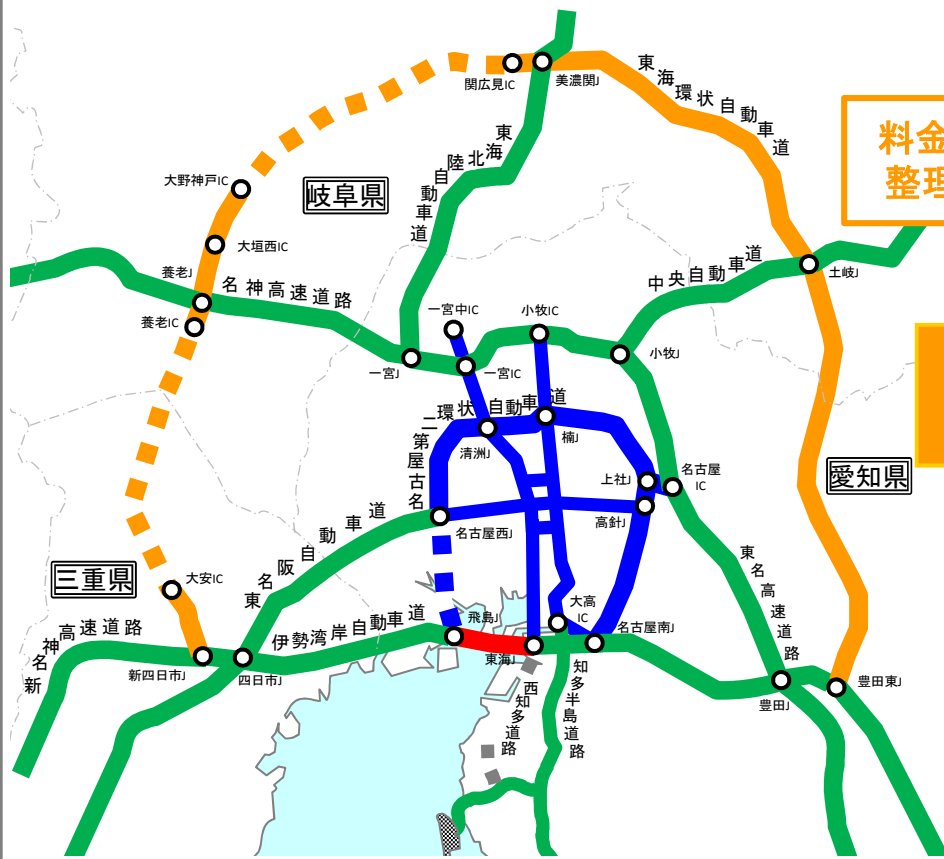 関広見IC
美濃関J
東海環状自動車道
東海北陸自動車道
料金
整理
大野神戸IC
岐阜県
大垣西IC
養老J
名神高速道路
養老IC
中央自動車道
土岐J
一宮中IC
小牧IC
一宮J
一宮IC
小牧J
名古屋第二環状自動車道
清洲J
楠J
上社J
名古屋
IC
高針J
愛知県
名古屋西J
東名阪自動車道
三重県
大安IC
東名高速道路
飛島J
大高
IC
名古屋南J
伊勢湾岸自動車道
新名神高速道路
新四日市J
四日市J
東海J
西知多道路
知多半島道路
豊田J
豊田東J